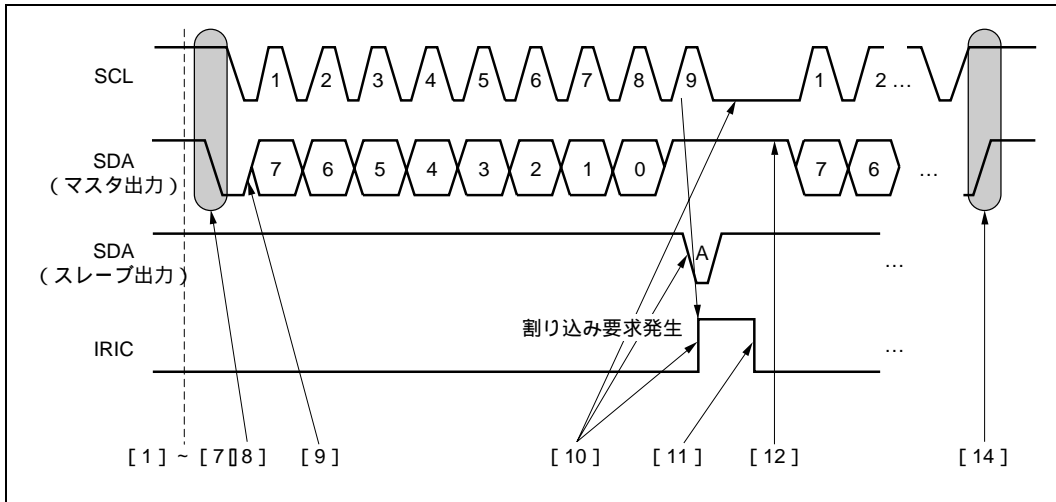 SCL 1 2 3 4 5 6 7 8 9 1 2 ...
SDA 7 6 5 4 3 2 1 0 7 6 ...
(マスタ出力)
SDA A
(スレーブ出力) ...
割り込み要求発生
IRIC ...
[1] ~ [7] [8] [9] [10] [11] [12] [14]